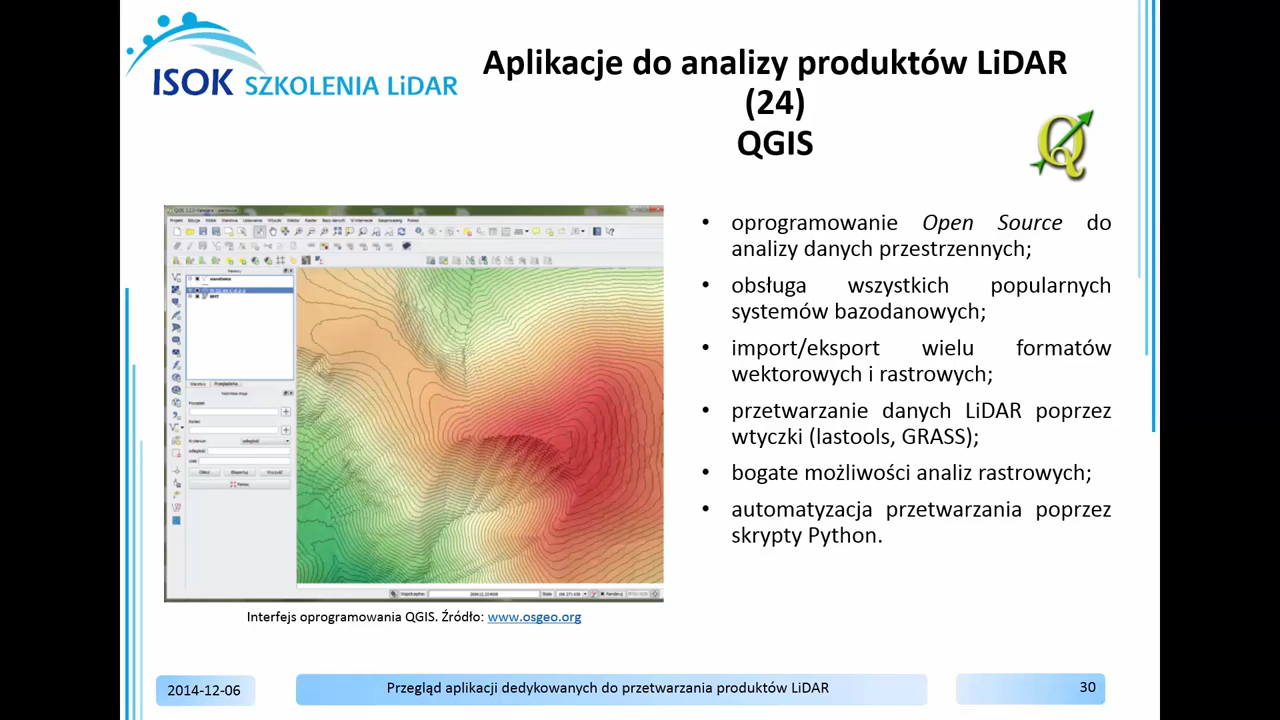 ISOK SZKOLENIA LiDAR
Aplikacje do analizy produktów LiDAR
(24)
QGIS
• oprogramowanie Open Source do
analizy danych przestrzennych;
• obsługa wszystkich popularnych
systemów bazodanowych;
• import/eksport wielu formatów
wektorowych i rastrowych;
• przetwarzanie danych LiDAR poprzez
wtyczki (lastools, GRASS);
• bogate możliwości analiz rastrowych;
• automatyzacja przetwarzania poprzez
skrypty Python.
Interfejs oprogramowania QGIS. Źródło: www.osgeo.org
2014-12-06
Przegląd aplikacji dedykowanych do przetwarzania produktów LiDAR
30